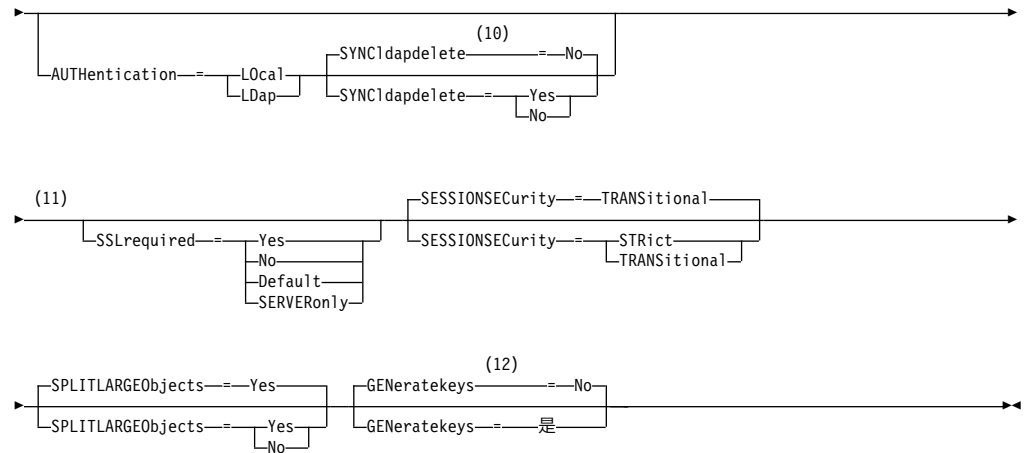 (10)
SYNCldapdelete = No
AUTHentication = LOcal
LDap
SYNCldapdelete = Yes
No
(11)
SESSIONSECurity = TRANSitional
SSLrequired = Yes
No
Default
SERVERonly
SESSIONSECurity = STRict
TRANSitional
(12)
SPLITLARGEObjects = Yes
GENeratekeys = No
SPLITLARGEObjects = Yes
No
GENeratekeys = 是